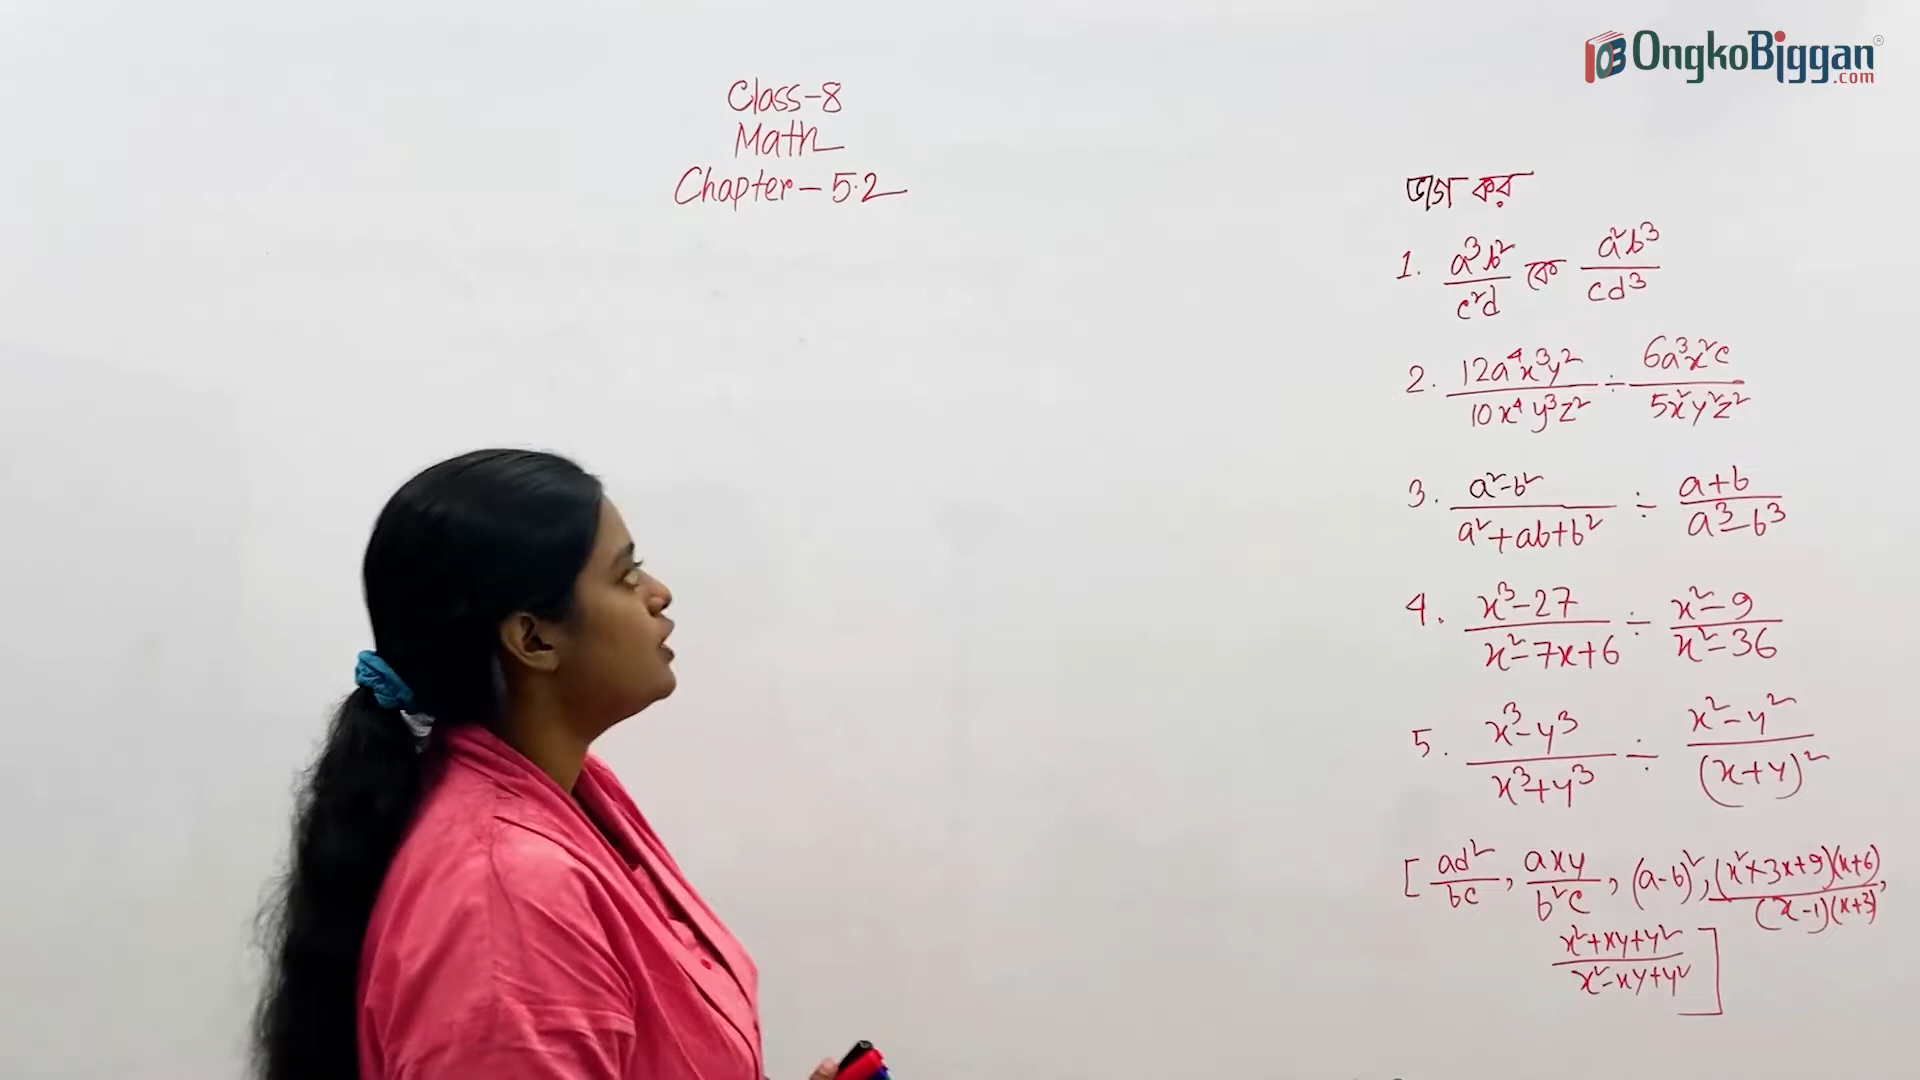 OngkoBiggan
.com
Class-8
Math
Chapter-5.2
ভাগ কর
1. a³b²/c²d কে a²b³/cd³
2. 12a⁴x³y²/10x⁴y³z² ÷ 6a³x²c/5x²y²z²
3. a²-b²/a²+ab+b² ÷ a+b/a³-b³
4. x³-27/x²-7x+6 ÷ x²-9/x²-36
5. x³-y³/x³+y³ ÷ x²-y²/(x+y)²
[ad²/bc, axy/b²c, (a-b)², (x²+3x+9)(x+6)/(x-1)(x+3),
x²+xy+y²/x²-xy+y²]